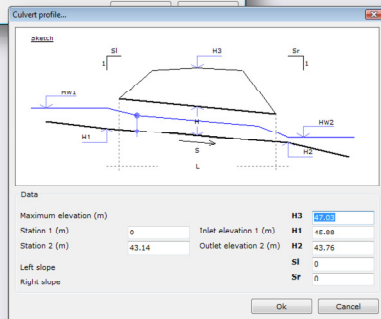 Culvert profile...
Sketch
Sl
H3
Sr
1
1
HW1
H
HW2
H1
H2
S
L
Data
Maximum elevation (m)
H3 47.03
Station 1 (m) 0 Inlet elevation 1 (m) H1
Station 2 (m) 43.14 Outlet elevation 2 (m) H2 43.76
Left slope Sl 0
Right slope Sr 0
Ok Cancel